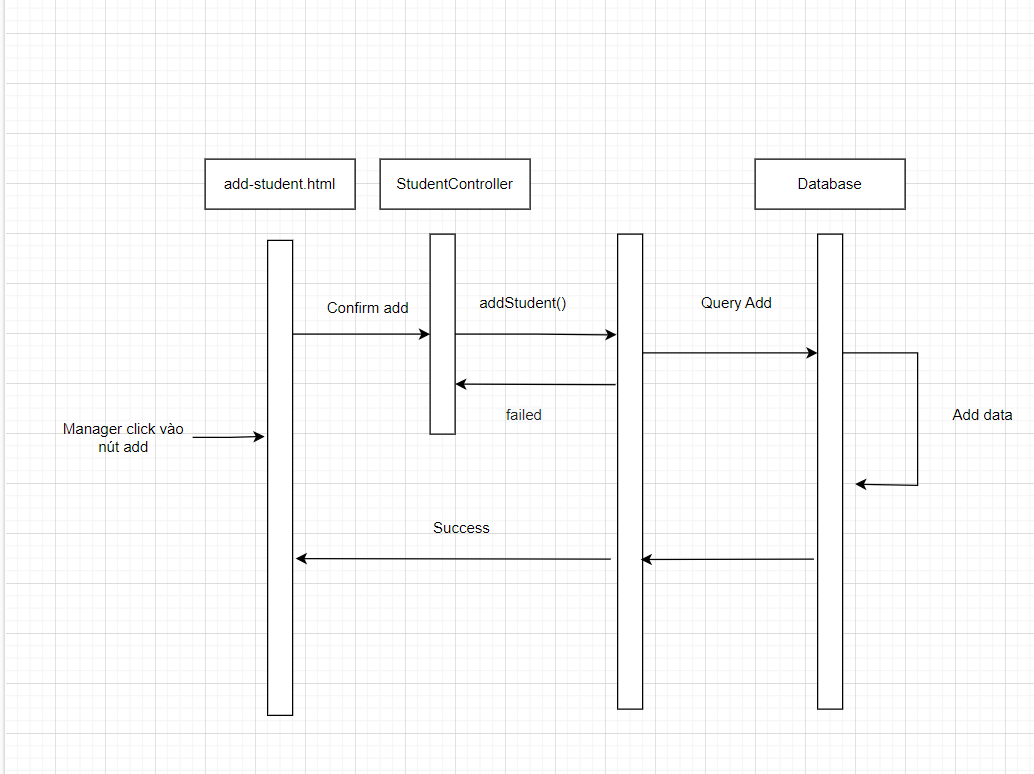 add-student.html
StudentController
Database
Confirm add
addStudent()
Query Add
failed
Add data
Manager click vào
nút add
Success